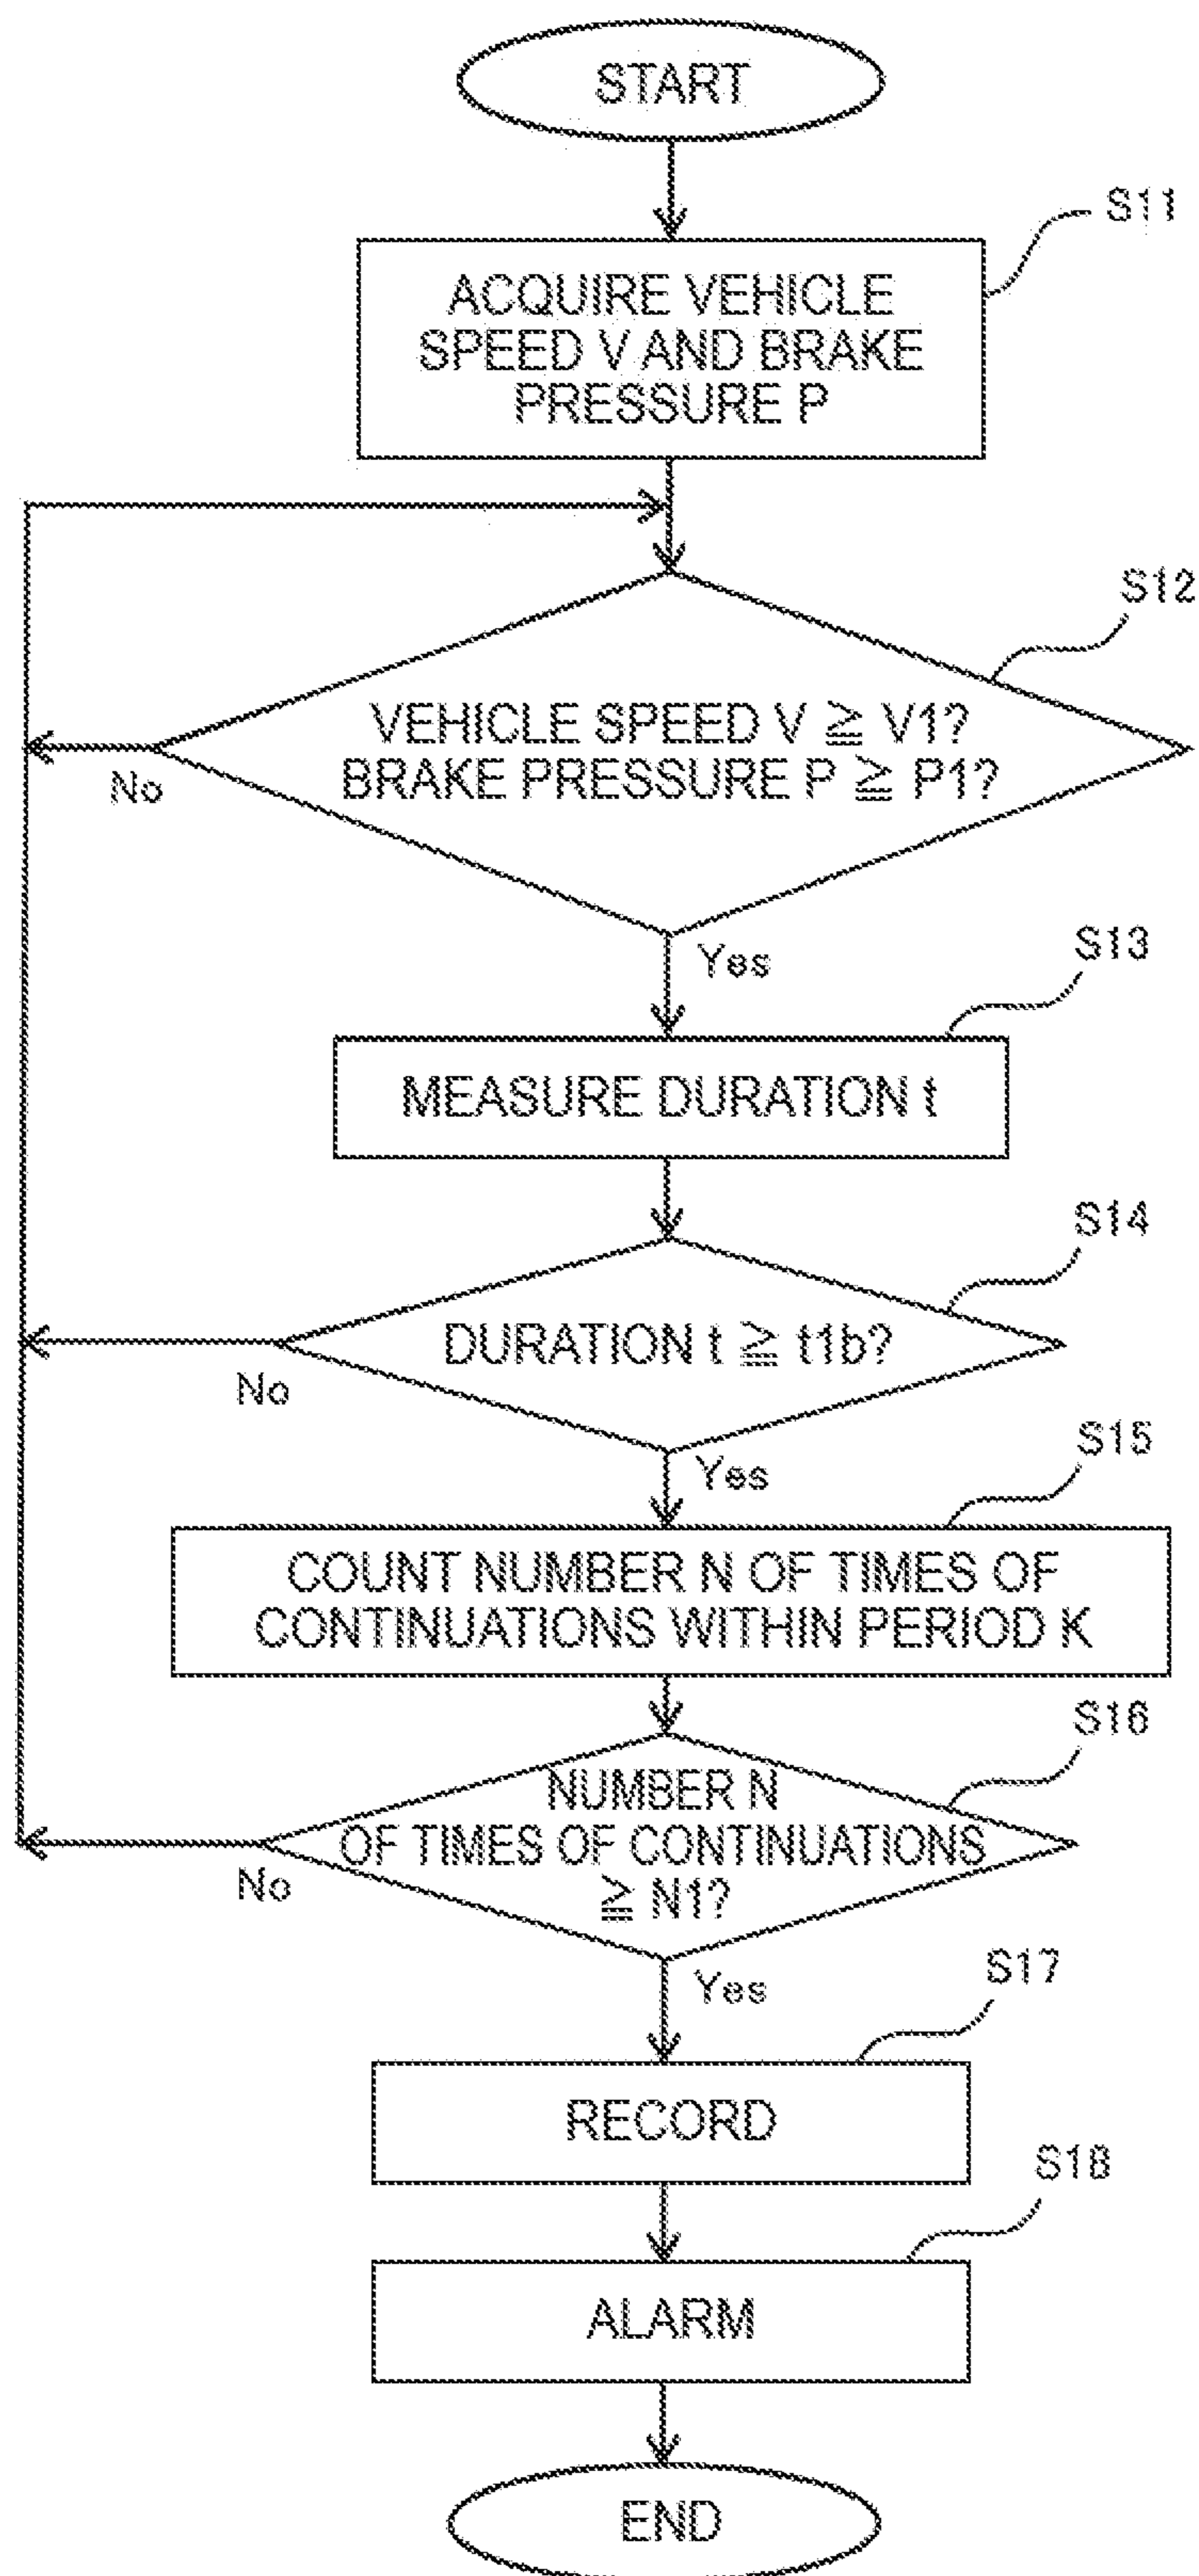 START
S11
ACQUIRE VEHICLE
SPEED V AND BRAKE
PRESSURE P
S12
VEHICLE SPEED V ≧ V1?
BRAKE PRESSURE P ≧ P1?
No
Yes
S13
MEASURE DURATION t
S14
DURATION t ≧ t1b?
No
Yes
S15
COUNT NUMBER N OF TIMES OF
CONTINUATIONS WITHIN PERIOD K
S16
NUMBER N
OF TIMES OF CONTINUATIONS
≧ N1?
No
Yes
S17
RECORD
S18
ALARM
END